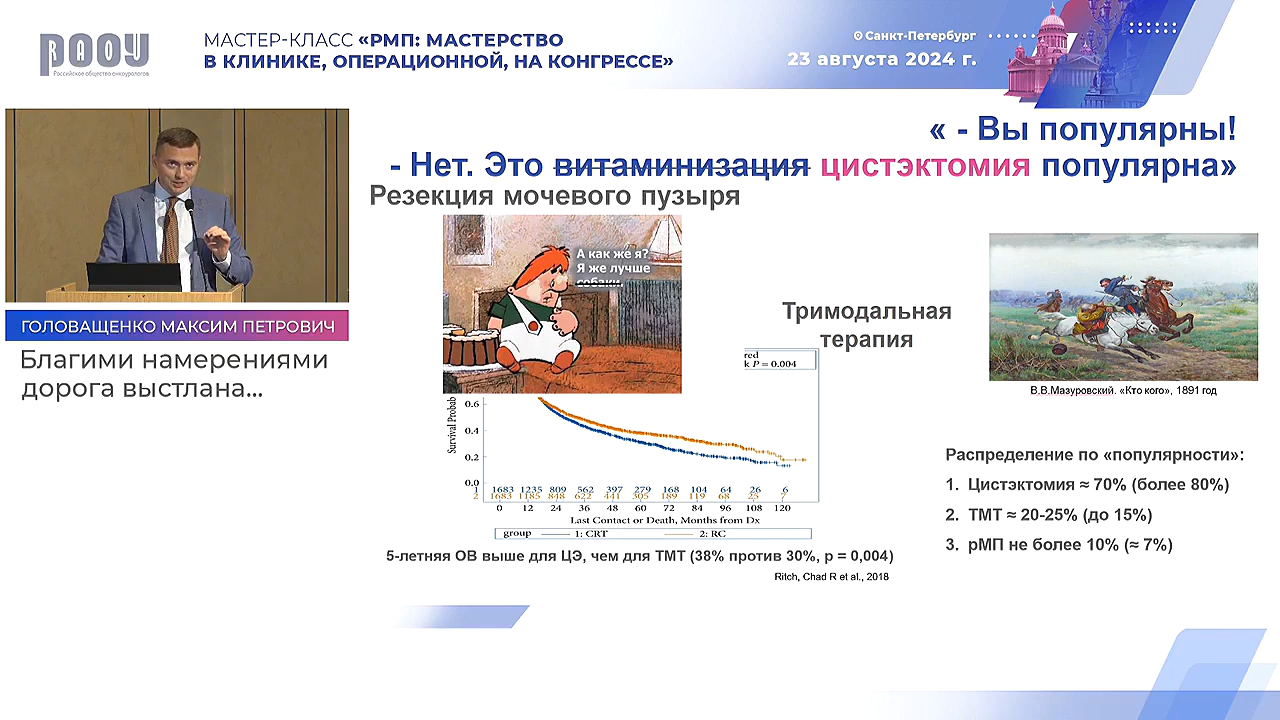 RAOY
Российское общество онкоурологов
МАСТЕР-КЛАСС «РМП: МАСТЕРСТВО
В КЛИНИКЕ, ОПЕРАЦИОННОЙ, НА КОНГРЕССЕ»
Санкт-Петербург
23 августа 2024 г.
ГОЛОВАЩЕНКО МАКСИМ ПЕТРОВИЧ
Благими намерениями
дорога выстлана...
« - Вы популярны!
- Нет. Это витаминизация цистэктомия популярна»
Резекция мочевого пузыря
А как же я?
Я же лучше
собаки.
Тримодальная
терапия
red
k P = 0.004
Survival Probab
0.6
0.4
0.2
0.0
1 1683 1235 809 562 397 279 168 104 64 26 6
2 1683 1185 848 622 441 305 189 119 68 25 7
0 12 24 36 48 60 72 84 96 108 120
Last Contact or Death, Months from Dx
group 1: CRT 2: RC
5-летняя ОВ выше для ЦЭ, чем для ТМТ (38% против 30%, p = 0,004)
Ritch, Chad R et al., 2018
В.В.Мазуровский. «Кто кого», 1891 год
Распределение по «популярности»:
1. Цистэктомия ≈ 70% (более 80%)
2. ТМТ ≈ 20-25% (до 15%)
3. рМП не более 10% (≈ 7%)